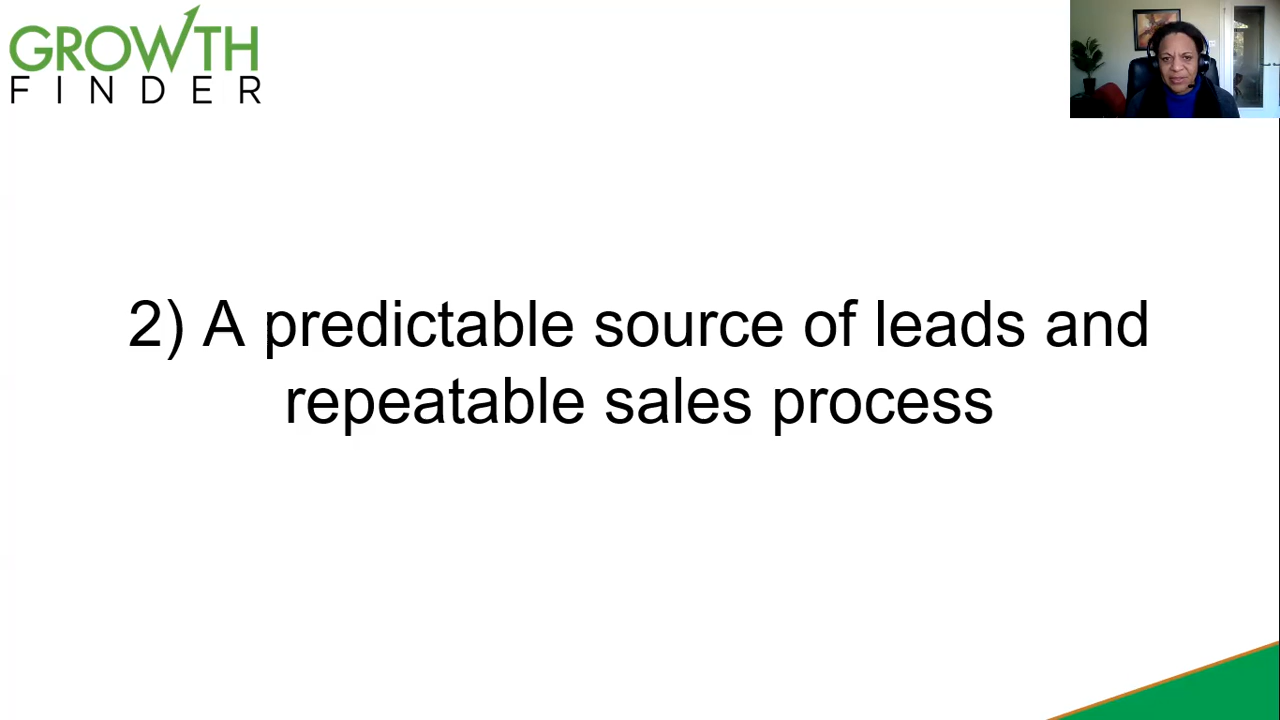 GROWTH
FINDER
2) A predictable source of leads and
repeatable sales process